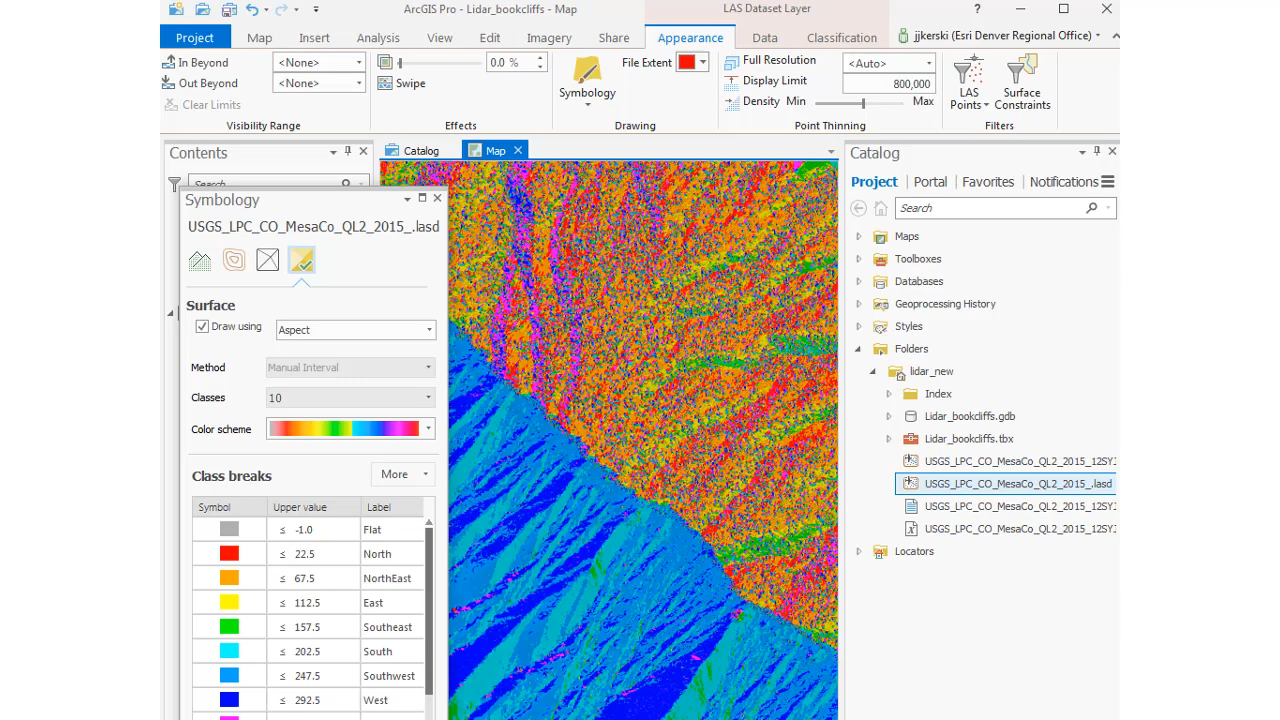 ArcGIS Pro - Lidar_bookcliffs - Map
LAS Dataset Layer
?
Project Map Insert Analysis View Edit Imagery Share Appearance Data Classification
jjkerski (Esri Denver Regional Office)
In Beyond <None>
Out Beyond <None>
Clear Limits
Visibility Range
0.0 %
Swipe
Effects
Symbology
File Extent
Drawing
Full Resolution <Auto>
Display Limit 800,000
Density Min Max
Point Thinning
LAS Points
Surface Constraints
Filters
Contents
Search
Catalog
Map
Symbology
USGS_LPC_CO_MesaCo_QL2_2015_.lasd
Surface
Draw using Aspect
Method Manual Interval
Classes 10
Color scheme
Class breaks More
Symbol Upper value Label
≤ -1.0 Flat
≤ 22.5 North
≤ 67.5 NorthEast
≤ 112.5 East
≤ 157.5 Southeast
≤ 202.5 South
≤ 247.5 Southwest
≤ 292.5 West
Catalog
Project Portal Favorites Notifications
Search
Maps
Toolboxes
Databases
Geoprocessing History
Styles
Folders
lidar_new
Index
Lidar_bookcliffs.gdb
Lidar_bookcliffs.tbx
USGS_LPC_CO_MesaCo_QL2_2015_12SYJ
USGS_LPC_CO_MesaCo_QL2_2015_.lasd
USGS_LPC_CO_MesaCo_QL2_2015_12SYJ
USGS_LPC_CO_MesaCo_QL2_2015_12SYJ
Locators